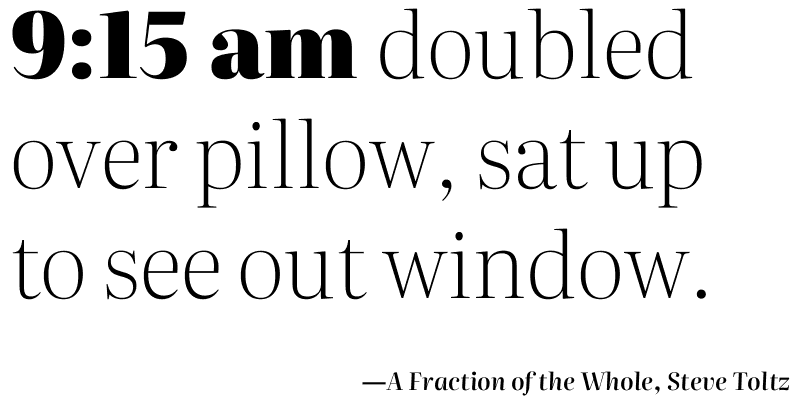 9:15 am doubled
over pillow, sat up
to see out window.
—A Fraction of the Whole, Steve Toltz